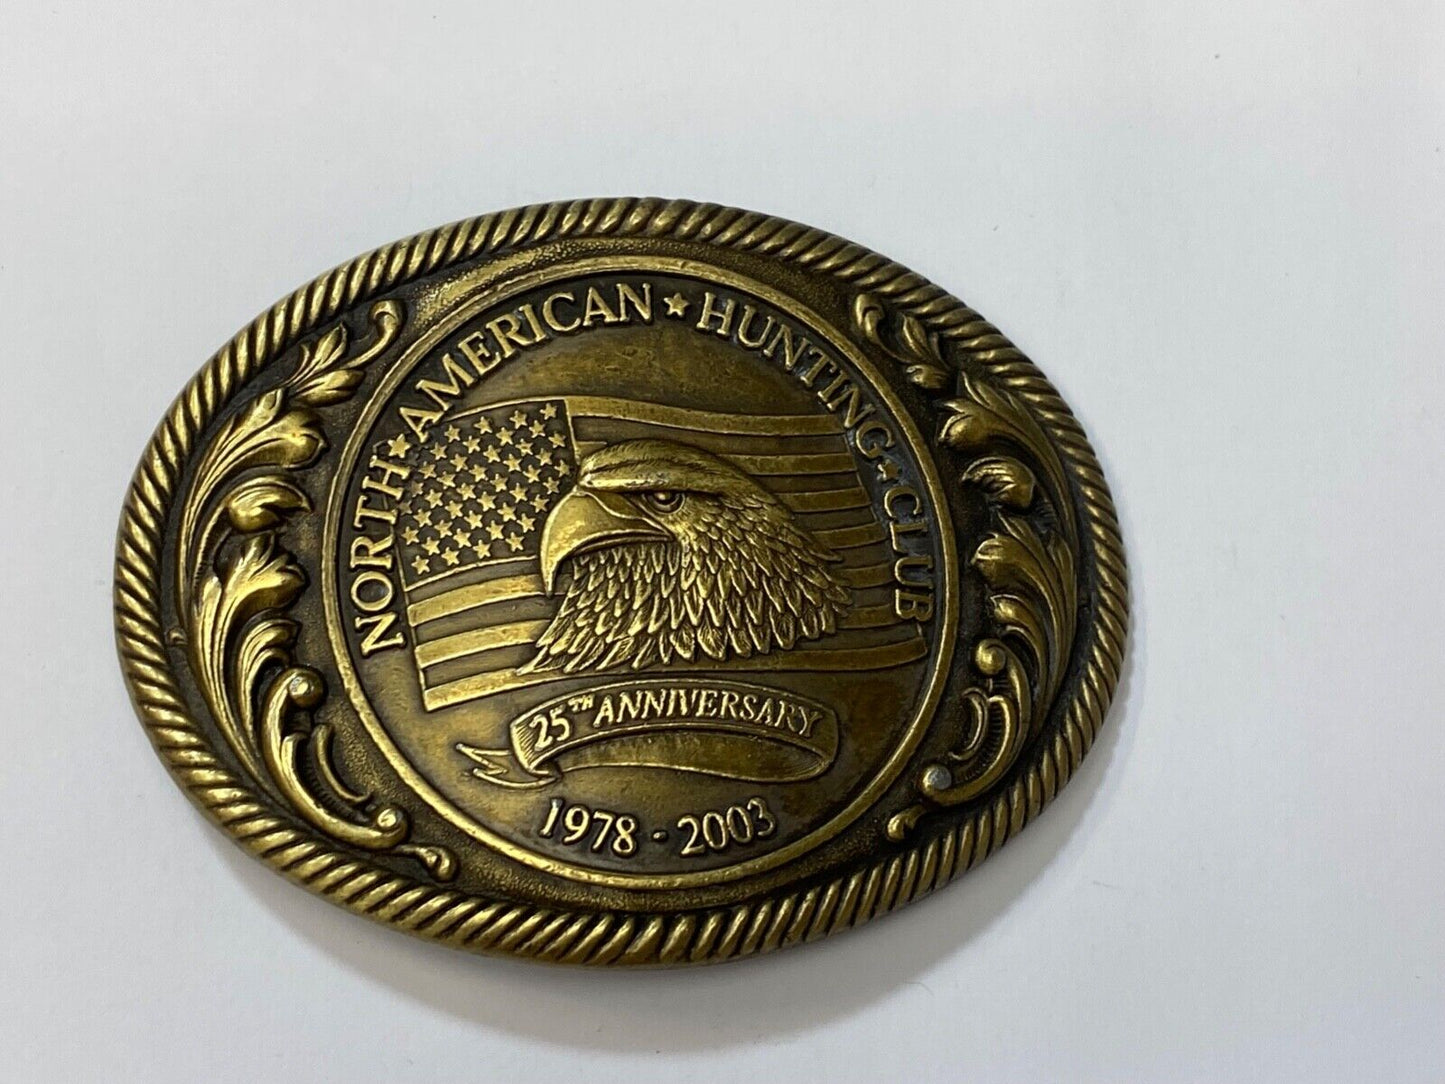 NORTH★AMERICAN★HUNTING★CLUB
25TH ANNIVERSARY
1978 - 2003